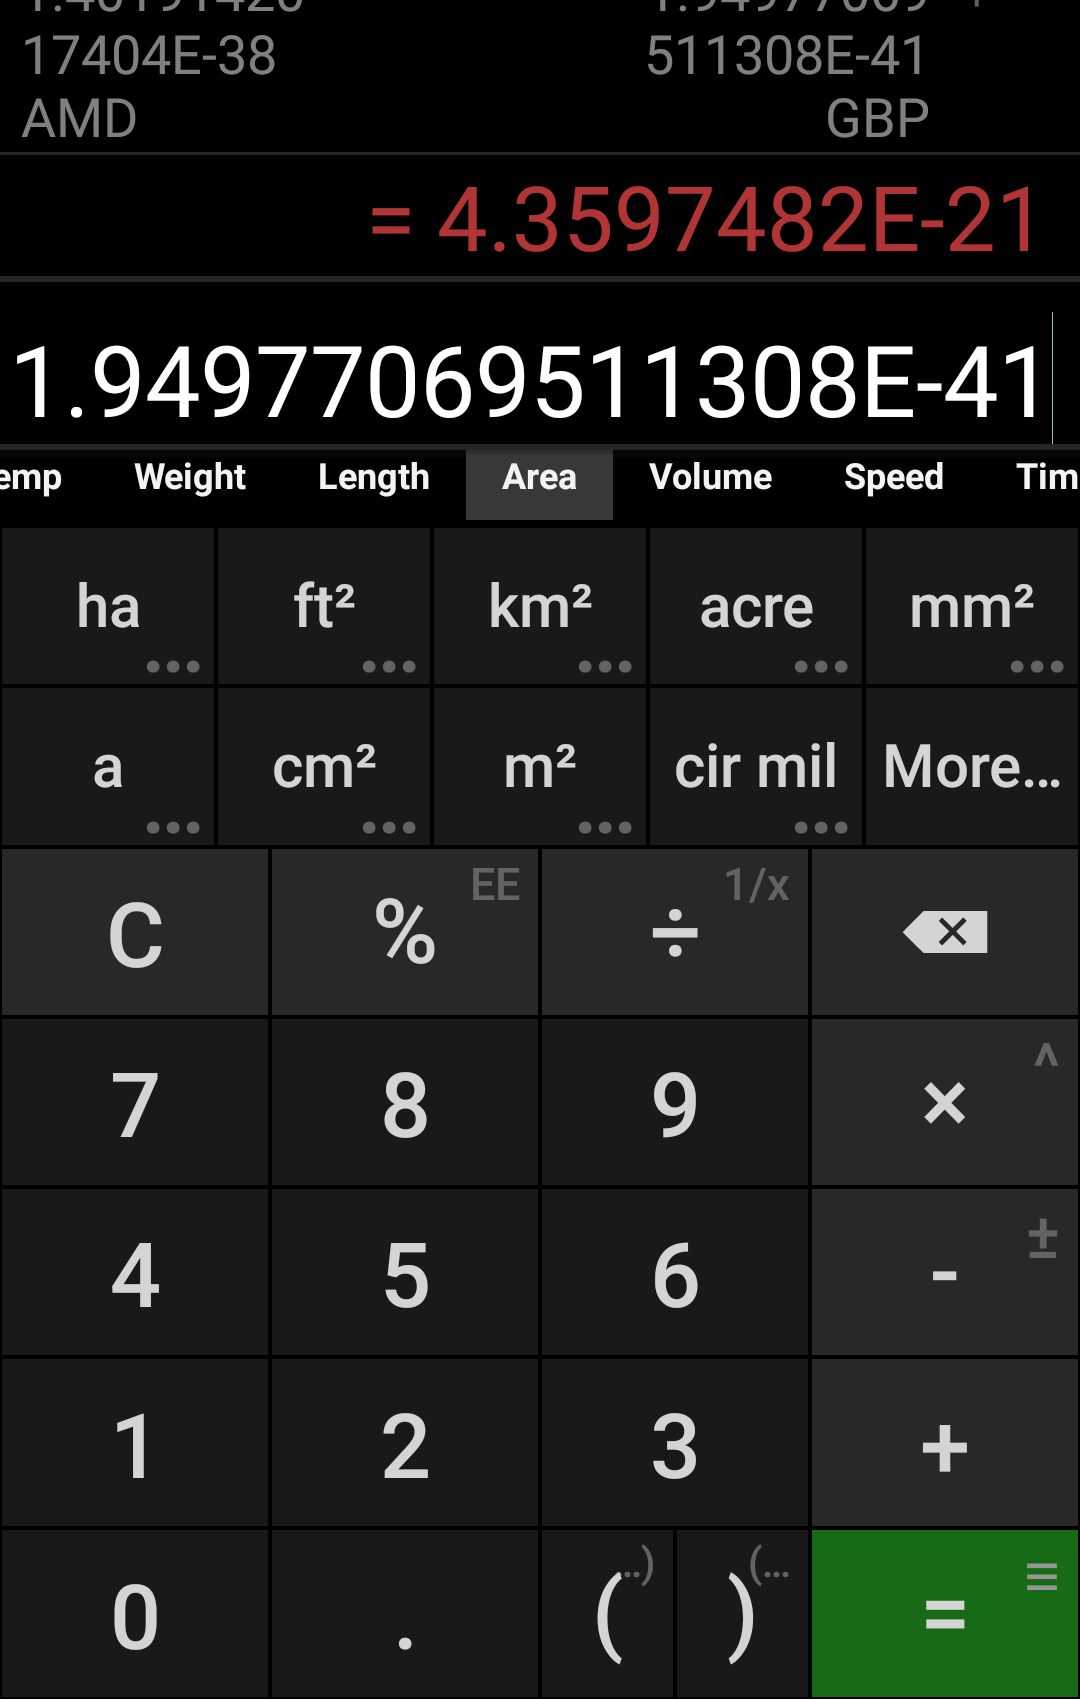 17404E-38 511308E-41
AMD GBP
= 4.3597482E-21
1.94977069511308E-41
emp Weight Length Area Volume Speed Tim
ha ft² km² acre mm²
a cm² m² cir mil More...
C % EE ÷ 1/x
7 8 9 × ^
4 5 6 - ±
1 2 3 +
0 . ( ..) ) (... = ≡